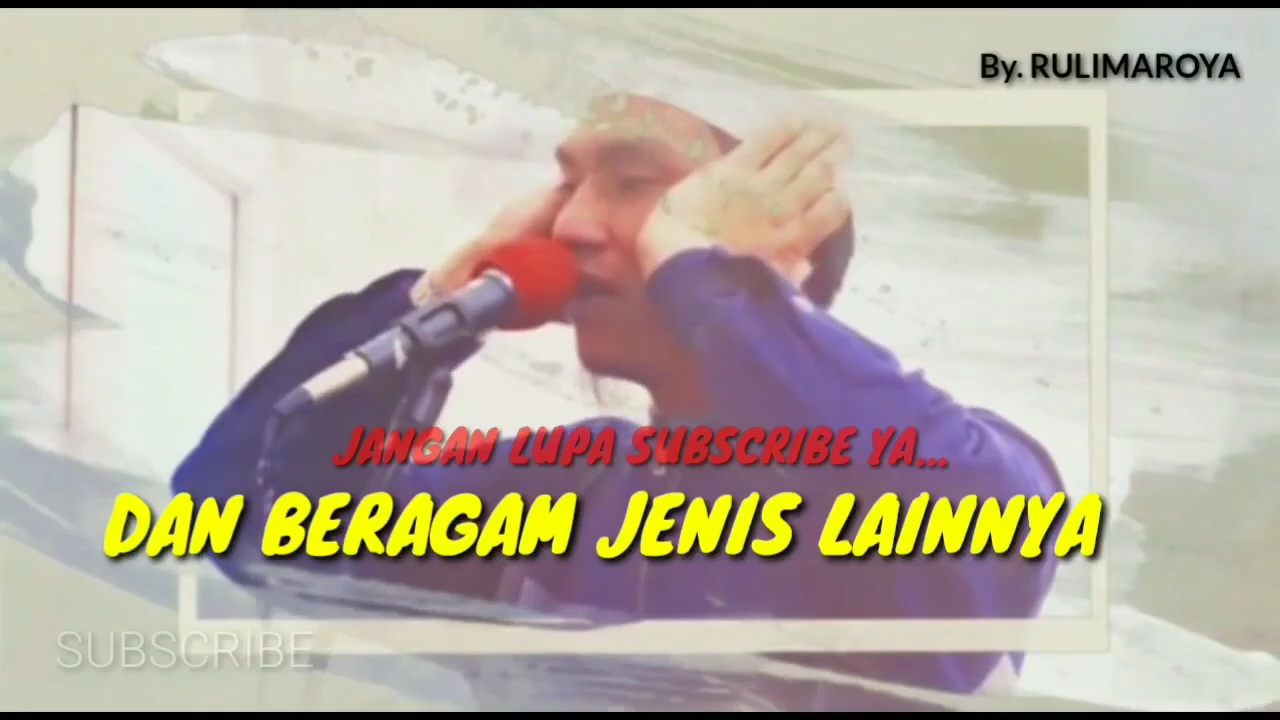 By. RULIMAROYA
JANGAN LUPA SUBSCRIBE YA...
DAN BERAGAM JENIS LAINNYA
SUBSCRIBE